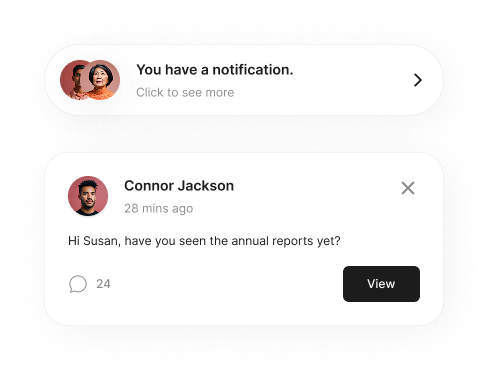 You have a notification.
Click to see more
Connor Jackson
28 mins ago
Hi Susan, have you seen the annual reports yet?
24
View